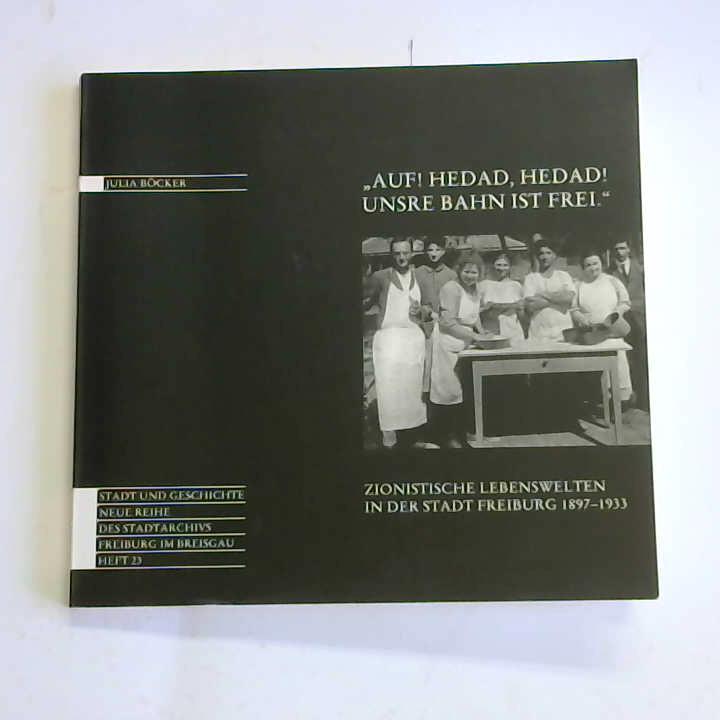 JULIA BÖCKER
„AUF! HEDAD, HEDAD!
UNSRE BAHN IST FREI.“
ZIONISTISCHE LEBENSWELTEN
IN DER STADT FREIBURG 1897–1933
STADT UND GESCHICHTE
NEUE REIHE
DES STADTARCHIVS
FREIBURG IM BREISGAU
HEFT 23